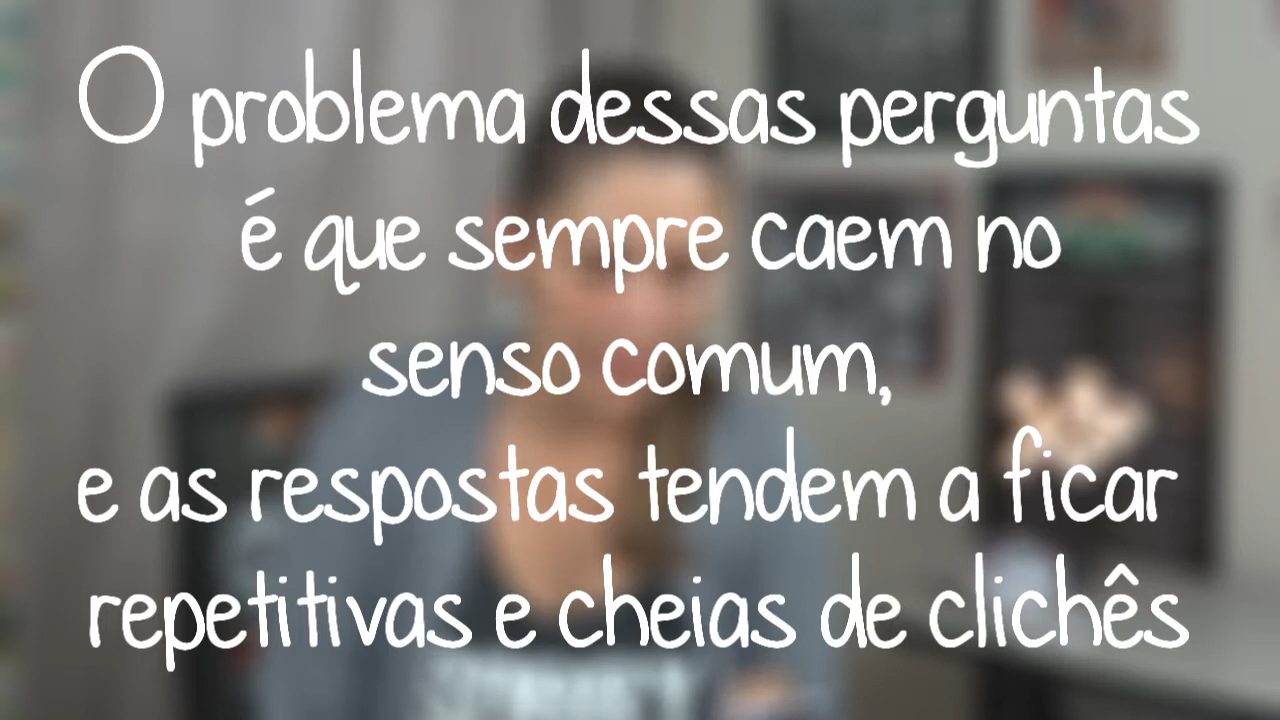 O problema dessas perguntas
é que sempre caem no
senso comum,
e as respostas tendem a ficar
repetitivas e cheias de clichês